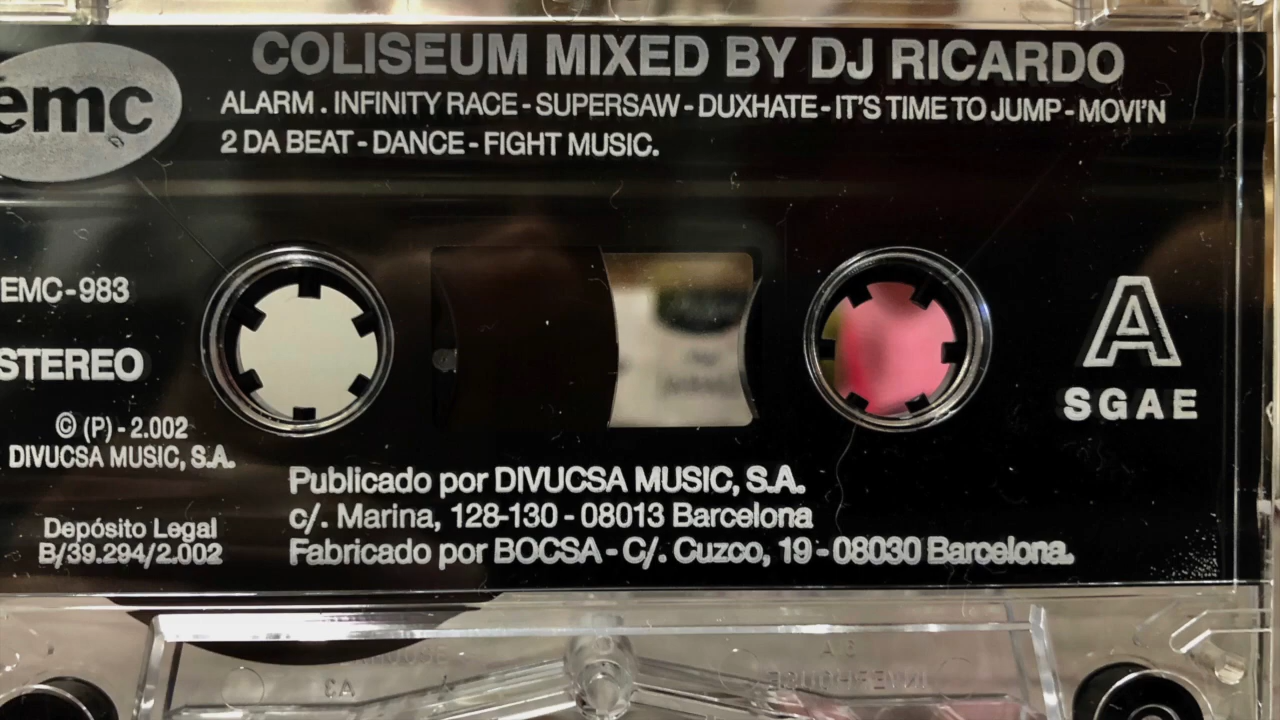 COLISEUM MIXED BY DJ RICARDO
emc
ALARM . INFINITY RACE - SUPERSAW - DUXHATE - IT'S TIME TO JUMP - MOVI'N
2 DA BEAT - DANCE - FIGHT MUSIC.
EMC-983
STEREO
A
SGAE
© (P) - 2.002
DIVUCSA MUSIC, S.A.
Depósito Legal
B/39.294/2.002
Publicado por DIVUCSA MUSIC, S.A.
c/. Marina, 128-130 - 08013 Barcelona
Fabricado por BOCSA - C/. Cuzco, 19 - 08030 Barcelona.